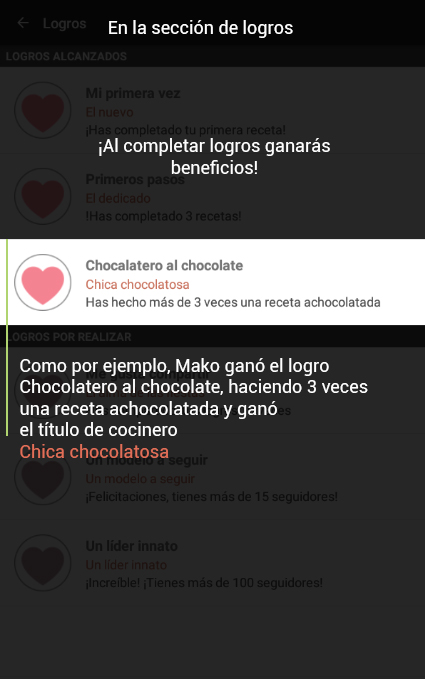 Logros
En la sección de logros
LOGROS ALCANZADOS
Mi primera vez
El nuevo
¡Has completado tu primera receta!
¡Al completar logros ganarás
beneficios!
Primeros pasos
El dedicado
!Has completado 3 recetas!
Chocalatero al chocolate
Chica chocolatosa
Has hecho más de 3 veces una receta achocolatada
LOGROS POR REALIZAR
Como por ejemplo, Mako ganó el logro
Chocolatero al chocolate, haciendo 3 veces
una receta achocolatada y ganó
el título de cocinero
Chica chocolatosa
Un modelo a seguir
Un modelo a seguir
¡Felicitaciones, tienes más de 15 seguidores!
Un líder innato
Un líder innato
¡Increíble! ¡Tienes más de 100 seguidores!